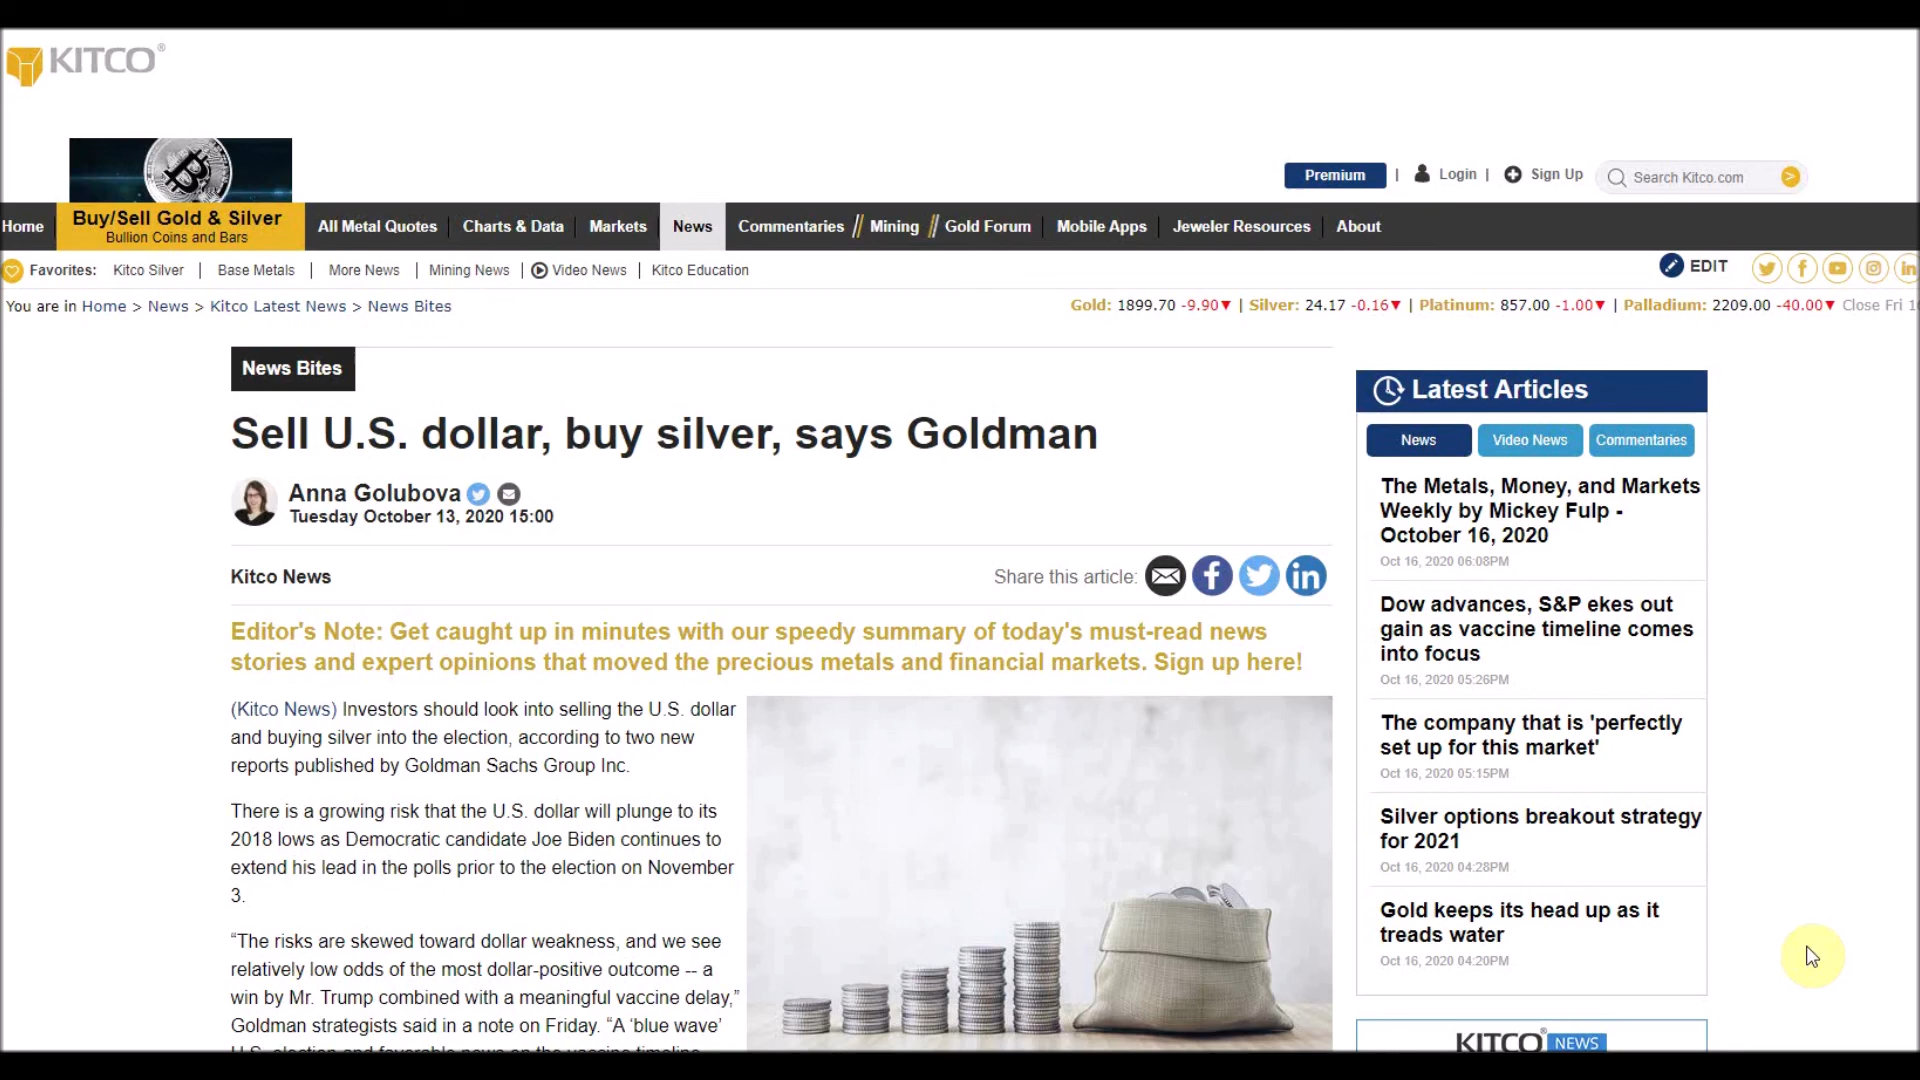 KITCO®
Premium | Login | Sign Up Search Kitco.com >
Home
Buy/Sell Gold & Silver
Bullion Coins and Bars
All Metal Quotes Charts & Data Markets News Commentaries // Mining // Gold Forum Mobile Apps Jeweler Resources About
Favorites: Kitco Silver | Base Metals | More News | Mining News | Video News | Kitco Education
EDIT
You are in Home > News > Kitco Latest News > News Bites
Gold: 1899.70 -9.90▼ | Silver: 24.17 -0.16▼ | Platinum: 857.00 -1.00▼ | Palladium: 2209.00 -40.00▼ Close Fri
News Bites
Sell U.S. dollar, buy silver, says Goldman
Anna Golubova
Tuesday October 13, 2020 15:00
Kitco News
Share this article:
Editor's Note: Get caught up in minutes with our speedy summary of today's must-read news
stories and expert opinions that moved the precious metals and financial markets. Sign up here!
(Kitco News) Investors should look into selling the U.S. dollar
and buying silver into the election, according to two new
reports published by Goldman Sachs Group Inc.
There is a growing risk that the U.S. dollar will plunge to its
2018 lows as Democratic candidate Joe Biden continues to
extend his lead in the polls prior to the election on November
3.
“The risks are skewed toward dollar weakness, and we see
relatively low odds of the most dollar-positive outcome -- a
win by Mr. Trump combined with a meaningful vaccine delay,”
Goldman strategists said in a note on Friday. “A ‘blue wave’
Latest Articles
News Video News Commentaries
The Metals, Money, and Markets
Weekly by Mickey Fulp -
October 16, 2020
Oct 16, 2020 06:08PM
Dow advances, S&P ekes out
gain as vaccine timeline comes
into focus
Oct 16, 2020 05:26PM
The company that is 'perfectly
set up for this market'
Oct 16, 2020 05:15PM
Silver options breakout strategy
for 2021
Oct 16, 2020 04:28PM
Gold keeps its head up as it
treads water
Oct 16, 2020 04:20PM
KITCO® NEWS